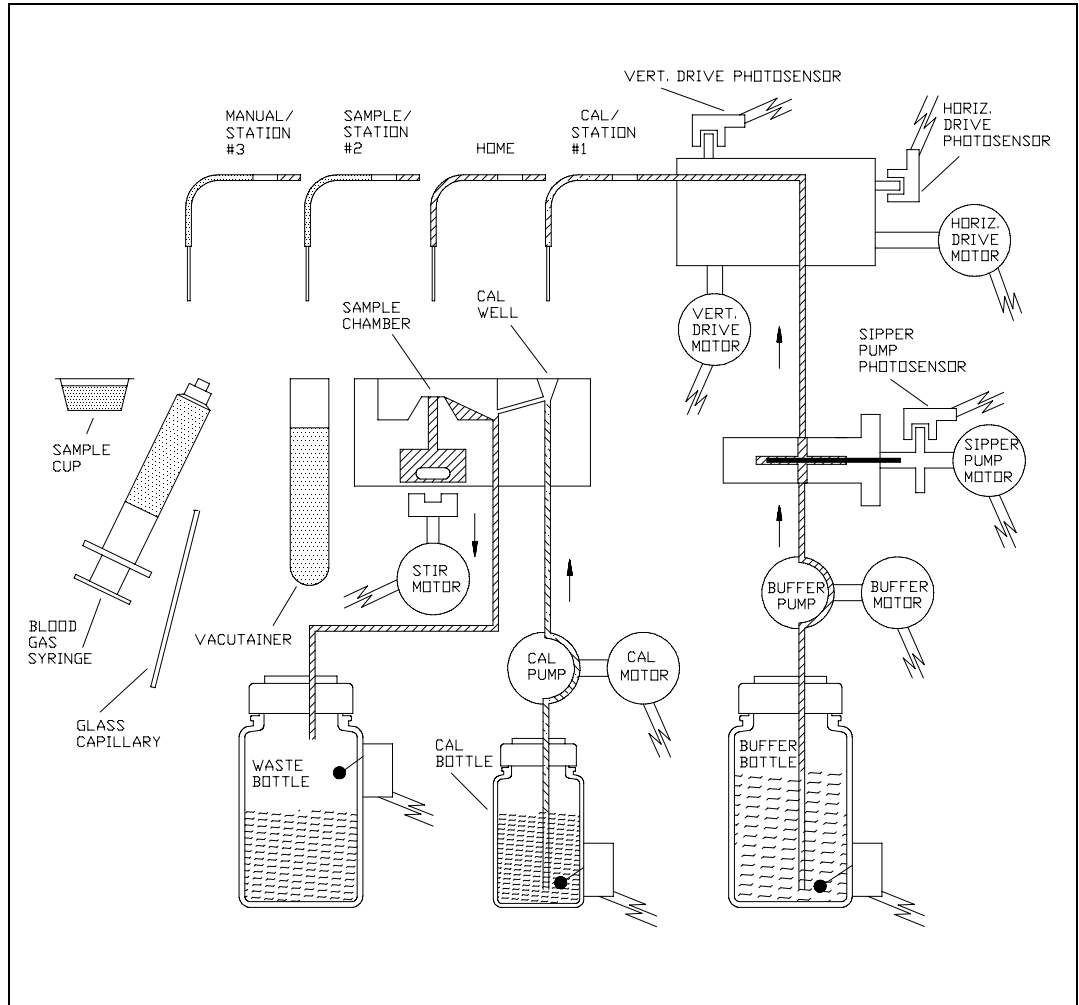 VERT. DRIVE PHOTOSENSOR
MANUAL/
STATION
#3
SAMPLE/
STATION
#2
HOME
CAL/
STATION
#1
HORIZ.
DRIVE
PHOTOSENSOR
HORIZ.
DRIVE
MOTOR
SAMPLE
CHAMBER
CAL
WELL
VERT.
DRIVE
MOTOR
SIPPER
PUMP
PHOTOSENSOR
SAMPLE
CUP
SIPPER
PUMP
MOTOR
STIR
MOTOR
BUFFER
PUMP
BUFFER
MOTOR
BLOOD
GAS
SYRINGE
VACUTAINER
CAL
PUMP
CAL
MOTOR
GLASS
CAPILLARY
WASTE
BOTTLE
CAL
BOTTLE
BUFFER
BOTTLE